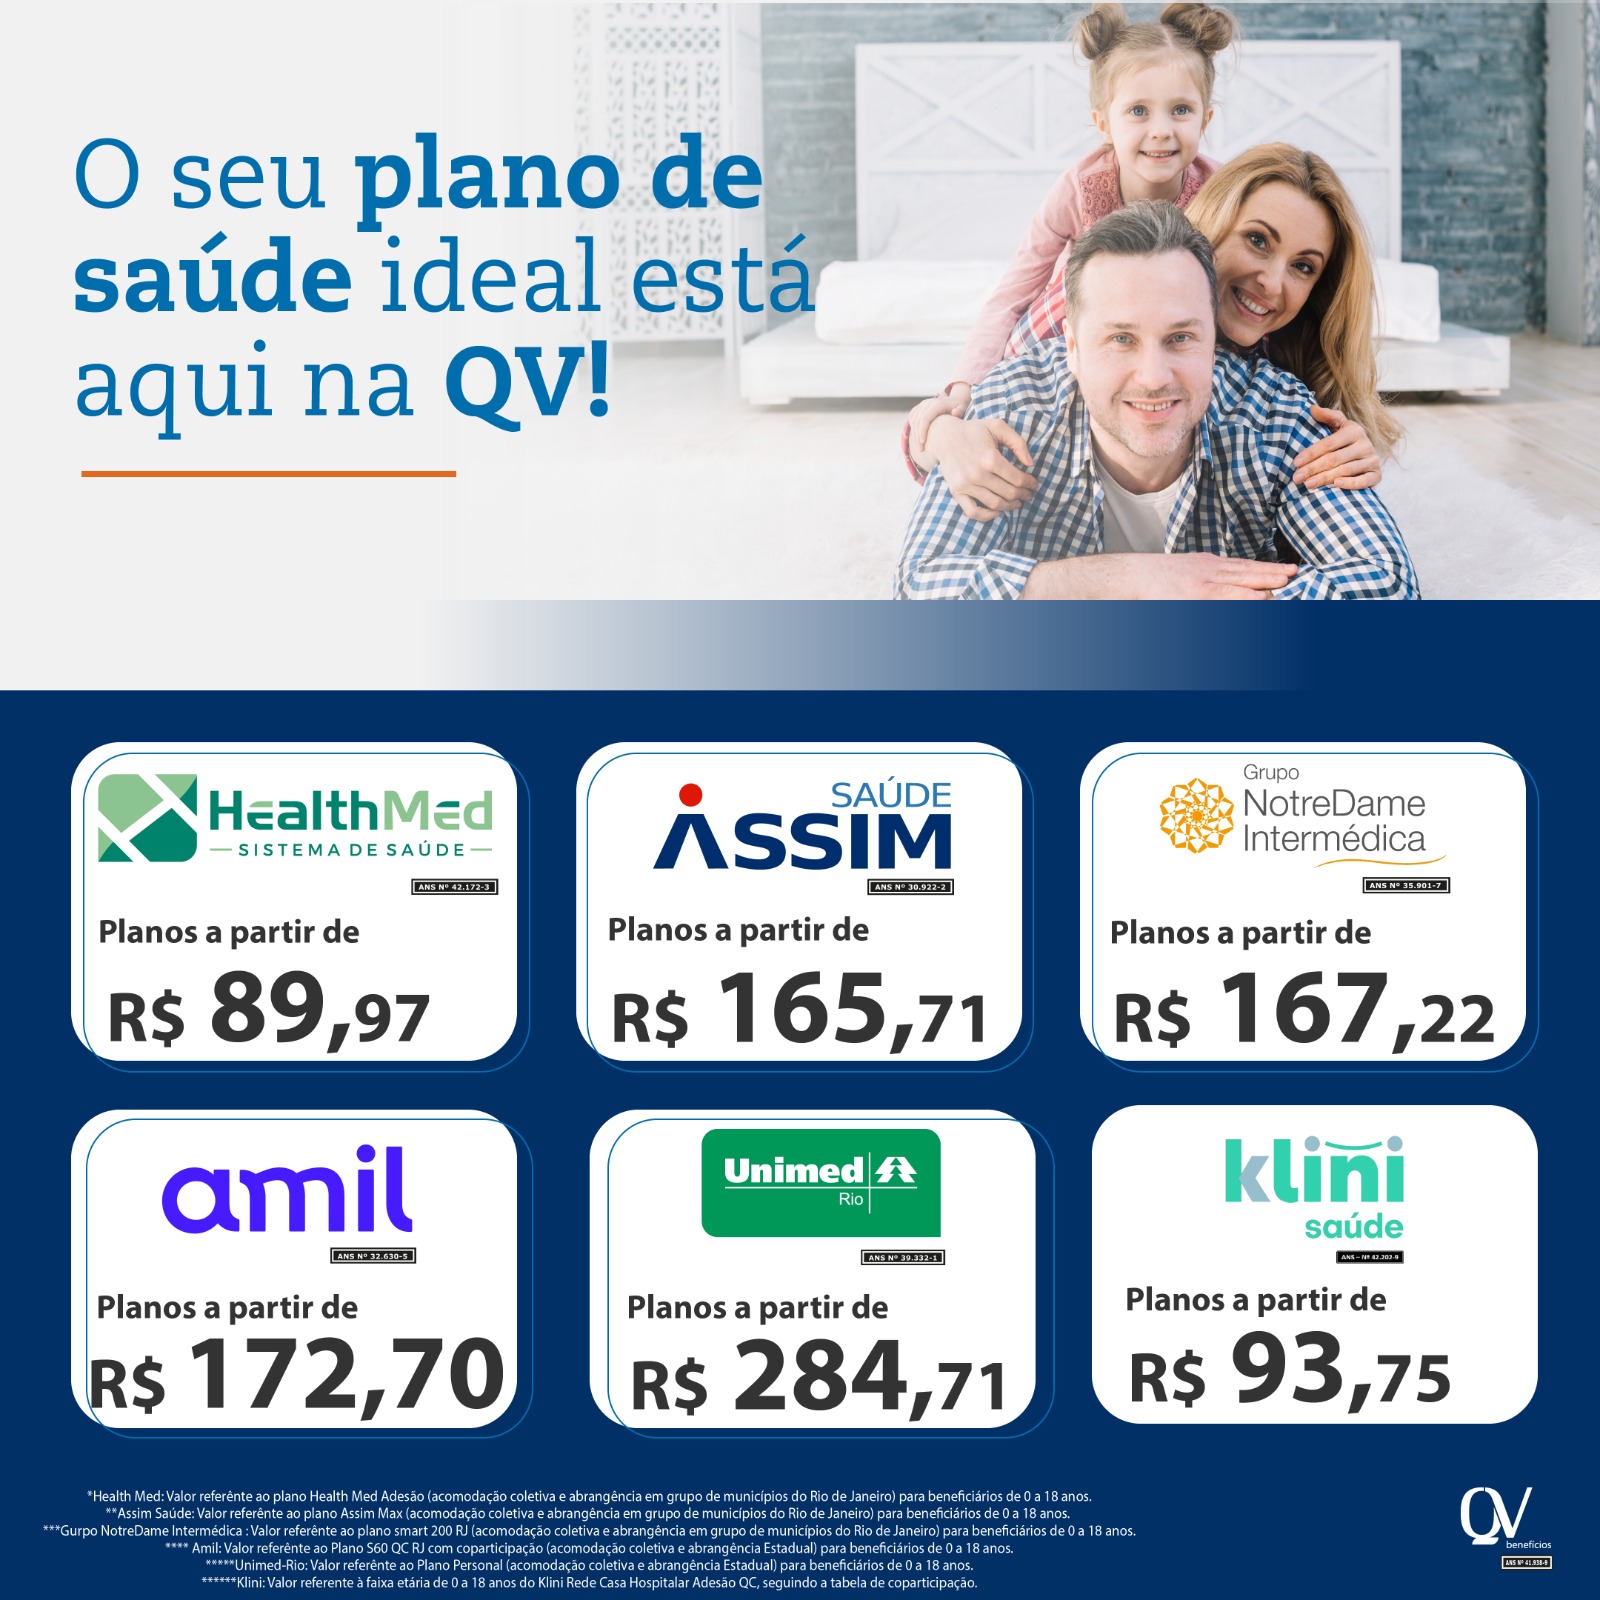 O seu plano de
saúde ideal está
aqui na QV!
HealthMed
SISTEMA DE SAÚDE
ANS Nº 42.172-3
Planos a partir de
R$ 89,97
SAÚDE
ASSIM
ANS Nº 30.922-2
Planos a partir de
R$ 165,71
Grupo
NotreDame
Intermédica
ANS Nº 35.901-7
Planos a partir de
R$ 167,22
amil
ANS Nº 32.630-5
Planos a partir de
R$ 172,70
Unimed
Rio
ANS Nº 39.332-1
Planos a partir de
R$ 284,71
klini
saúde
ANS - Nº 42.202-9
Planos a partir de
R$ 93,75
*Health Med: Valor referênte ao plano Health Med Adesão (acomodação coletiva e abrangência em grupo de municípios do Rio de Janeiro) para beneficiários de 0 a 18 anos.
**Assim Saúde: Valor referênte ao plano Assim Max (acomodação coletiva e abrangência em grupo de municípios do Rio de Janeiro) para beneficiários de 0 a 18 anos.
***Gurpo NotreDame Intermédica : Valor referênte ao plano smart 200 RJ (acomodação coletiva e abrangência em grupo de municípios do Rio de Janeiro) para beneficiários de 0 a 18 anos.
**** Amil: Valor referênte ao Plano S60 QC RJ com coparticipação (acomodação coletiva e abrangência Estadual) para beneficiários de 0 a 18 anos.
*****Unimed-Rio: Valor referente ao Plano Personal (acomodação coletiva e abrangência Estadual) para beneficiários de 0 a 18 anos.
******Klini: Valor referente à faixa etária de 0 a 18 anos do Klini Rede Casa Hospitalar Adesão QC, seguindo a tabela de coparticipação.
QV
benefícios
ANS Nº 41.938-9